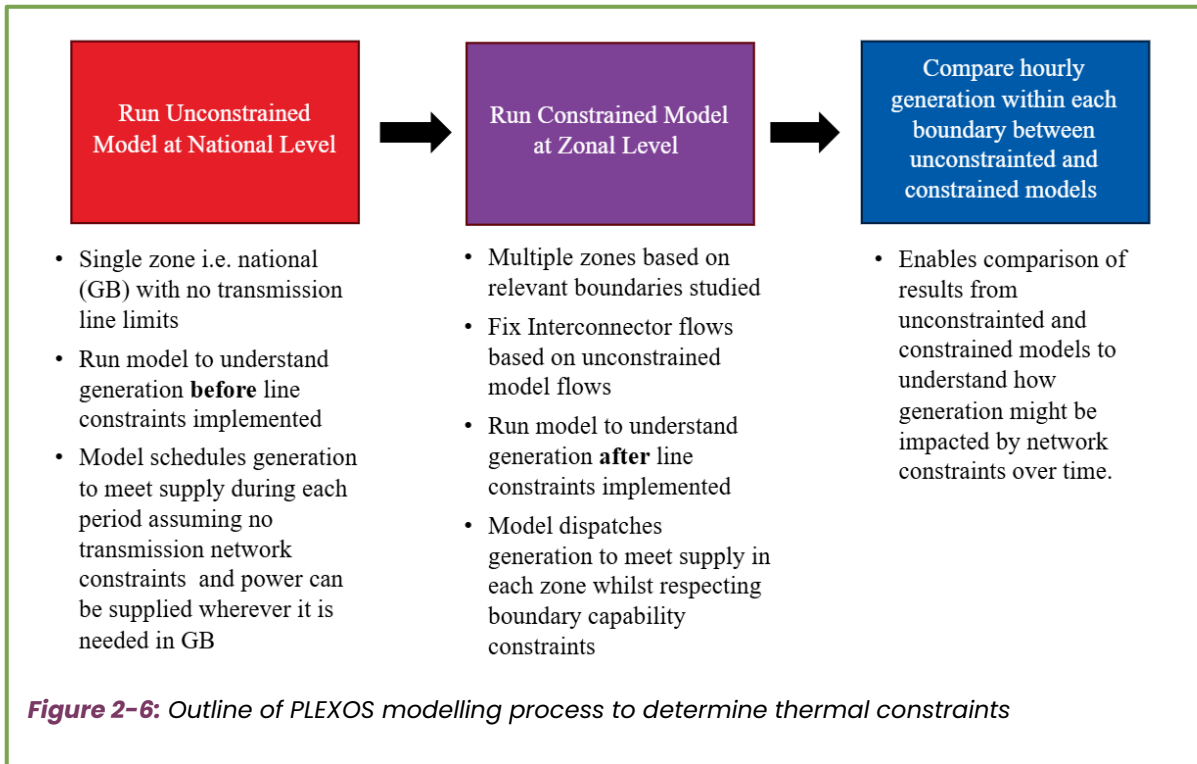 Run Unconstrained
Model at National Level
Run Constrained Model
at Zonal Level
Compare hourly
generation within each
boundary between
unconstrainted and
constrained models
• Single zone i.e. national
(GB) with no transmission
line limits
• Run model to understand
generation before line
constraints implemented
• Model schedules generation
to meet supply during each
period assuming no
transmission network
constraints and power can
be supplied wherever it is
needed in GB
• Multiple zones based on
relevant boundaries studied
• Fix Interconnector flows
based on unconstrained
model flows
• Run model to understand
generation after line
constraints implemented
• Model dispatches
generation to meet supply in
each zone whilst respecting
boundary capability
constraints
• Enables comparison of
results from
unconstrainted and
constrained models to
understand how
generation might be
impacted by network
constraints over time.
Figure 2-6: Outline of PLEXOS modelling process to determine thermal constraints